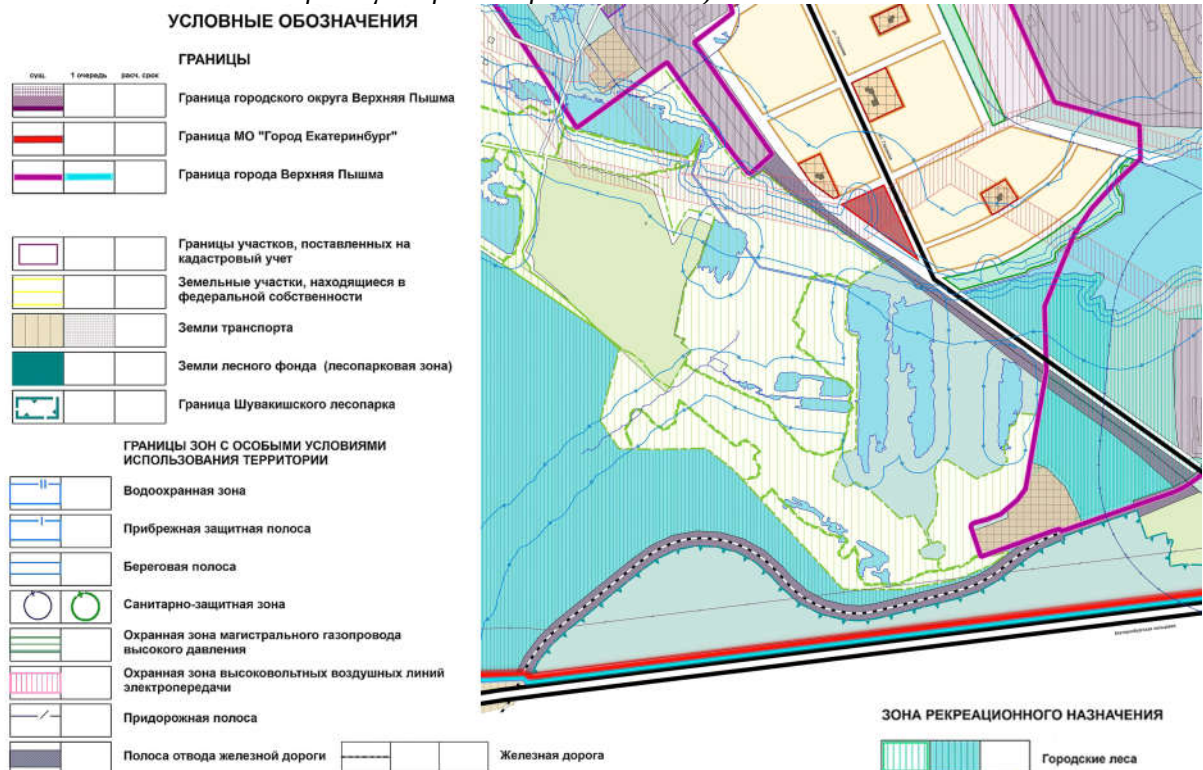 УСЛОВНЫЕ ОБОЗНАЧЕНИЯ
ГРАНИЦЫ
сущ. 1 очередь расч. срок
Граница городского округа Верхняя Пышма
Граница МО "Город Екатеринбург"
Граница города Верхняя Пышма
Границы участков, поставленных на
кадастровый учет
Земельные участки, находящиеся в
федеральной собственности
Земли транспорта
Земли лесного фонда (лесопарковая зона)
Граница Шувакишского лесопарка
ГРАНИЦЫ ЗОН С ОСОБЫМИ УСЛОВИЯМИ
ИСПОЛЬЗОВАНИЯ ТЕРРИТОРИИ
Водоохранная зона
Прибрежная защитная полоса
Береговая полоса
Санитарно-защитная зона
Охранная зона магистрального газопровода
высокого давления
Охранная зона высоковольтных воздушных линий
электропередачи
Придорожная полоса
Полоса отвода железной дороги
Железная дорога
ЗОНА РЕКРЕАЦИОННОГО НАЗНАЧЕНИЯ
Городские леса